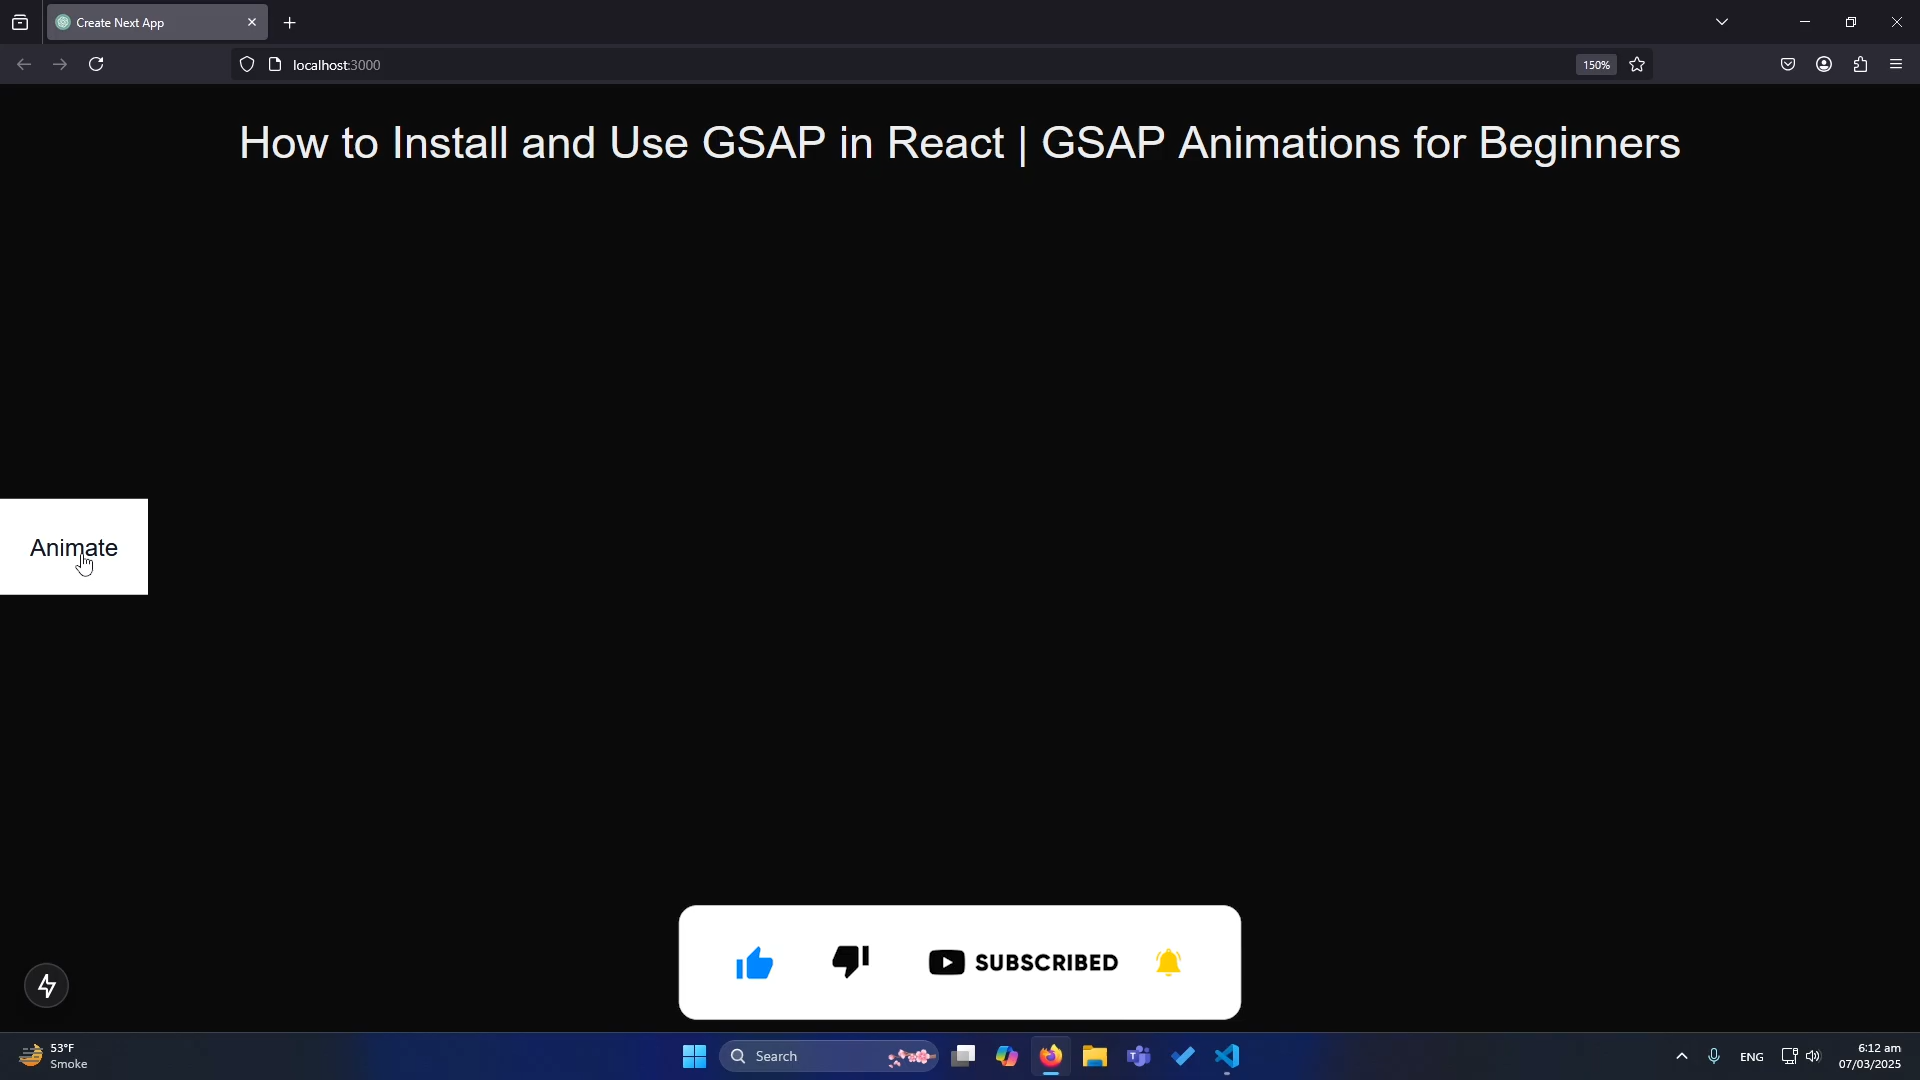 Create Next App
localhost:3000
150%
How to Install and Use GSAP in React | GSAP Animations for Beginners
Animate
SUBSCRIBED
53°F
Smoke
Search
ENG
6:12 am
07/03/2025